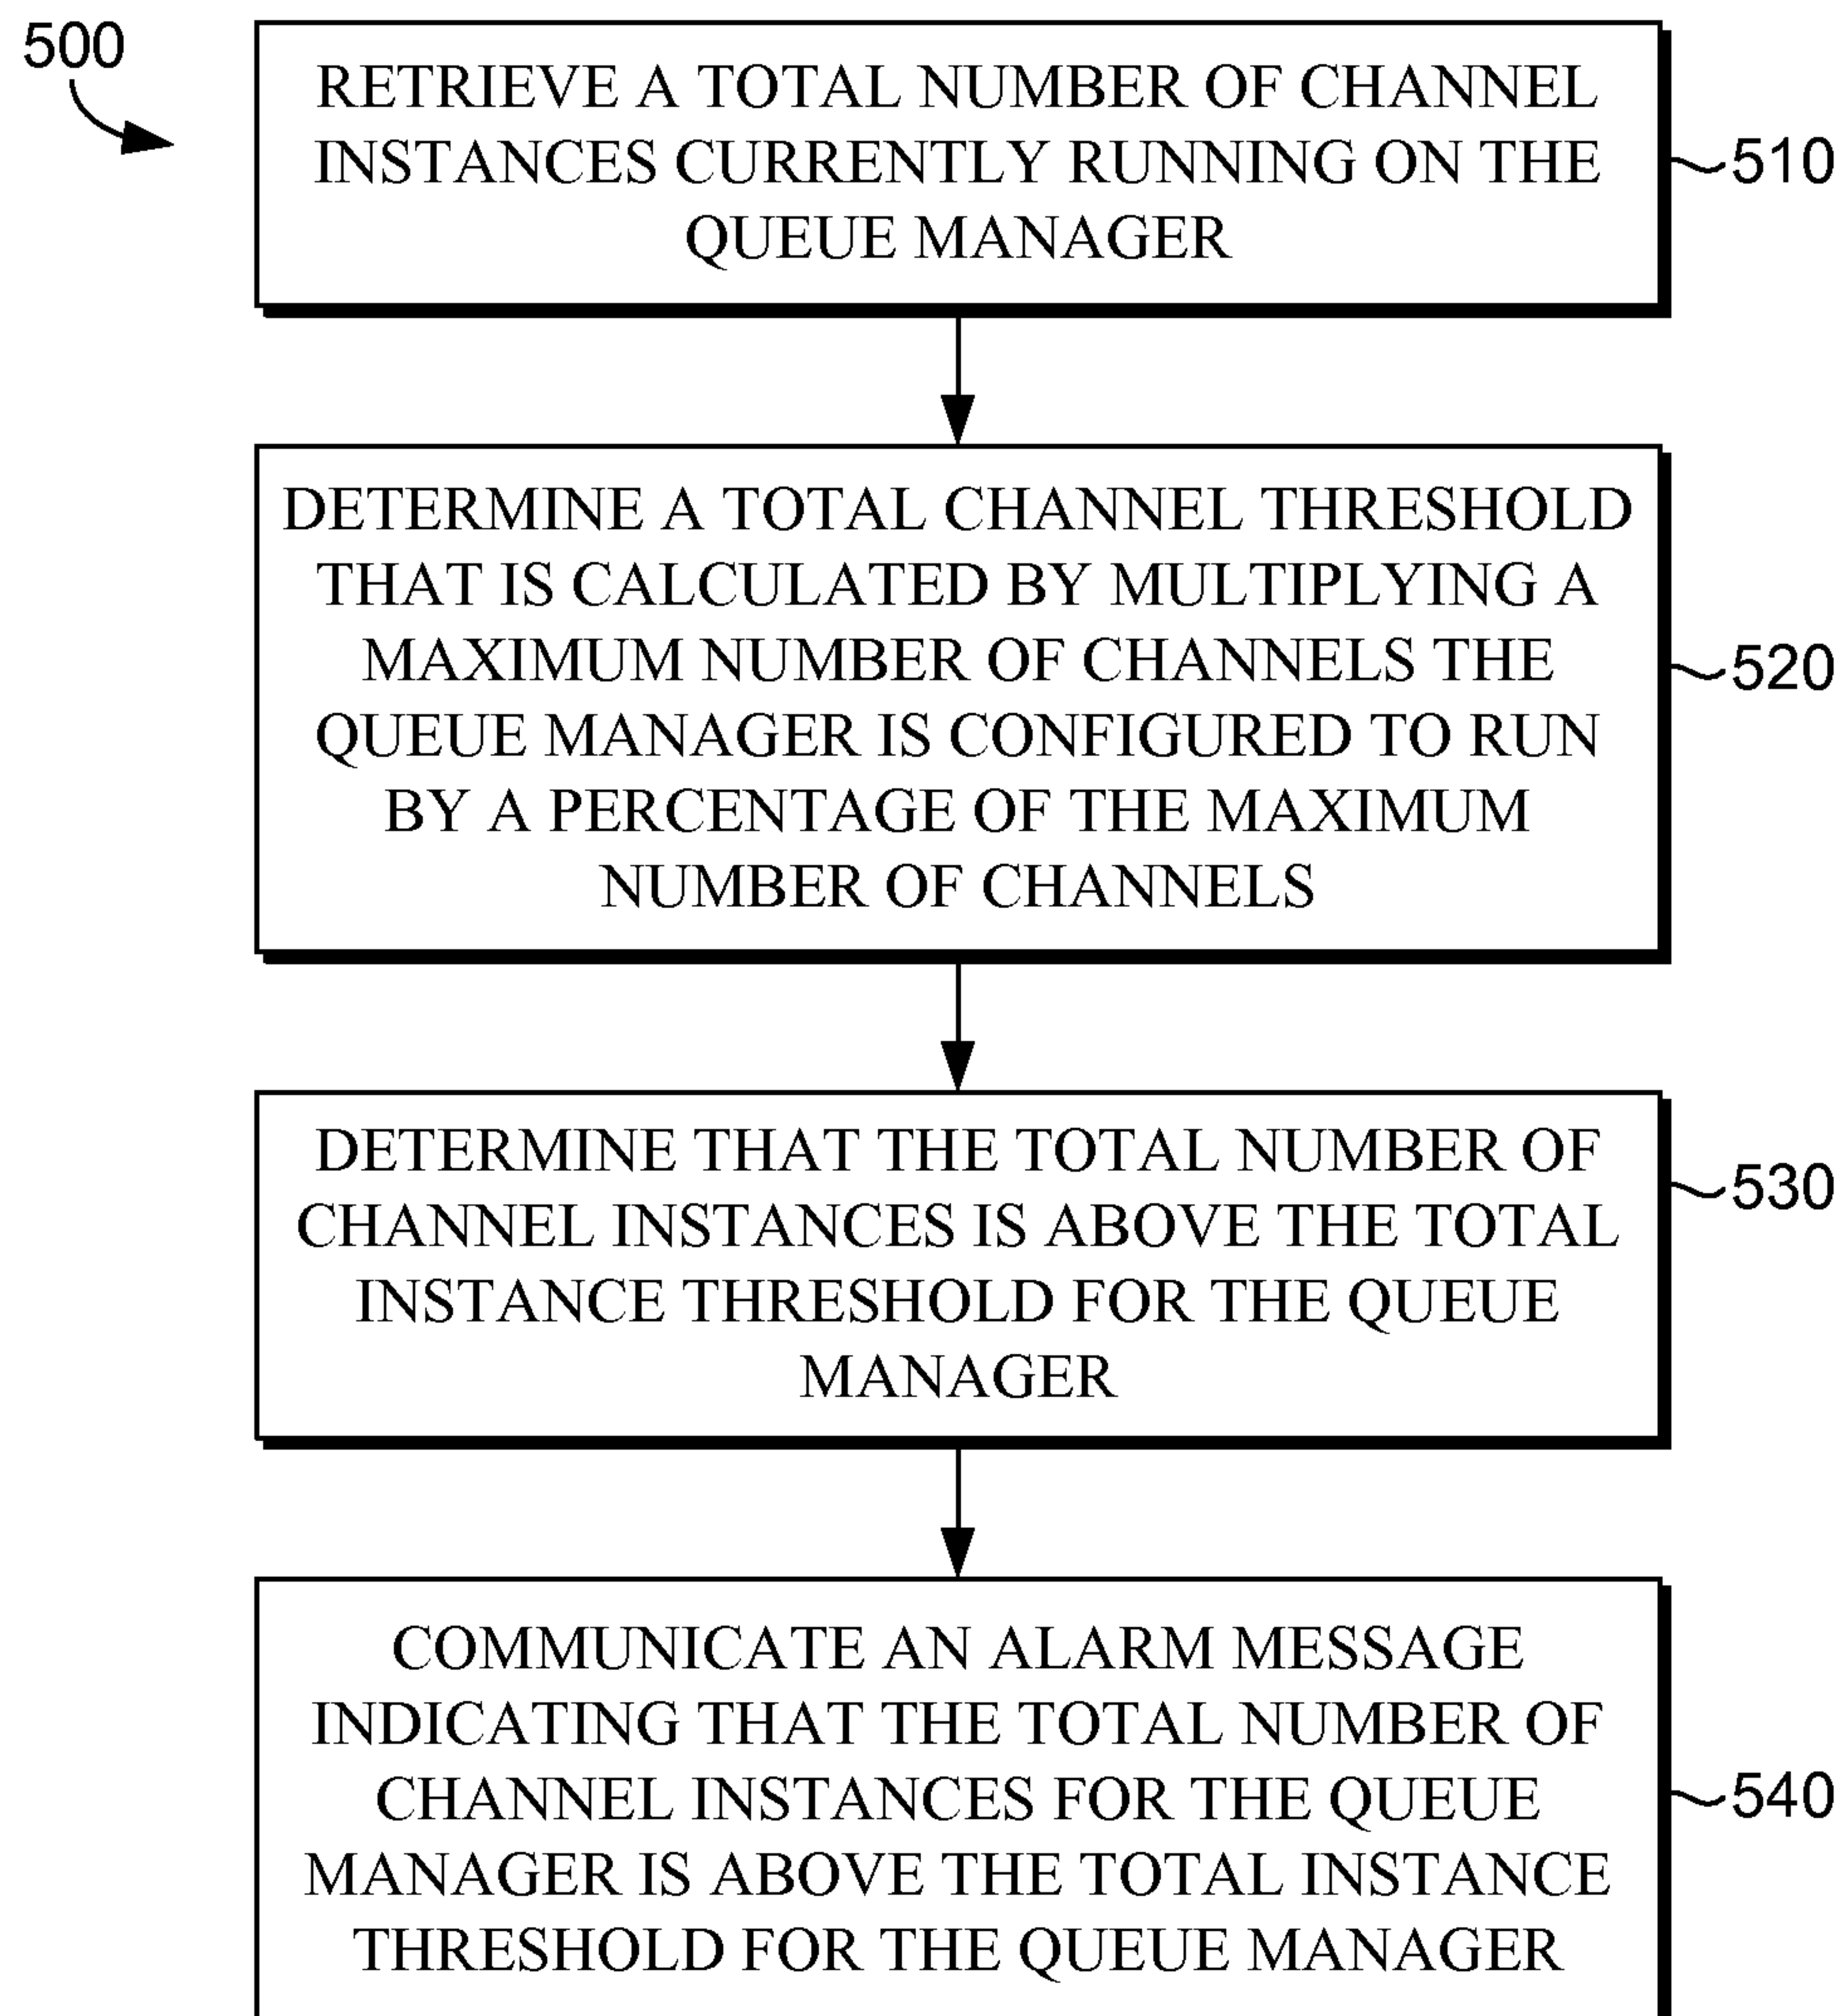 500
RETRIEVE A TOTAL NUMBER OF CHANNEL
INSTANCES CURRENTLY RUNNING ON THE
QUEUE MANAGER
510
DETERMINE A TOTAL CHANNEL THRESHOLD
THAT IS CALCULATED BY MULTIPLYING A
MAXIMUM NUMBER OF CHANNELS THE
QUEUE MANAGER IS CONFIGURED TO RUN
BY A PERCENTAGE OF THE MAXIMUM
NUMBER OF CHANNELS
520
DETERMINE THAT THE TOTAL NUMBER OF
CHANNEL INSTANCES IS ABOVE THE TOTAL
INSTANCE THRESHOLD FOR THE QUEUE
MANAGER
530
COMMUNICATE AN ALARM MESSAGE
INDICATING THAT THE TOTAL NUMBER OF
CHANNEL INSTANCES FOR THE QUEUE
MANAGER IS ABOVE THE TOTAL INSTANCE
THRESHOLD FOR THE QUEUE MANAGER
540